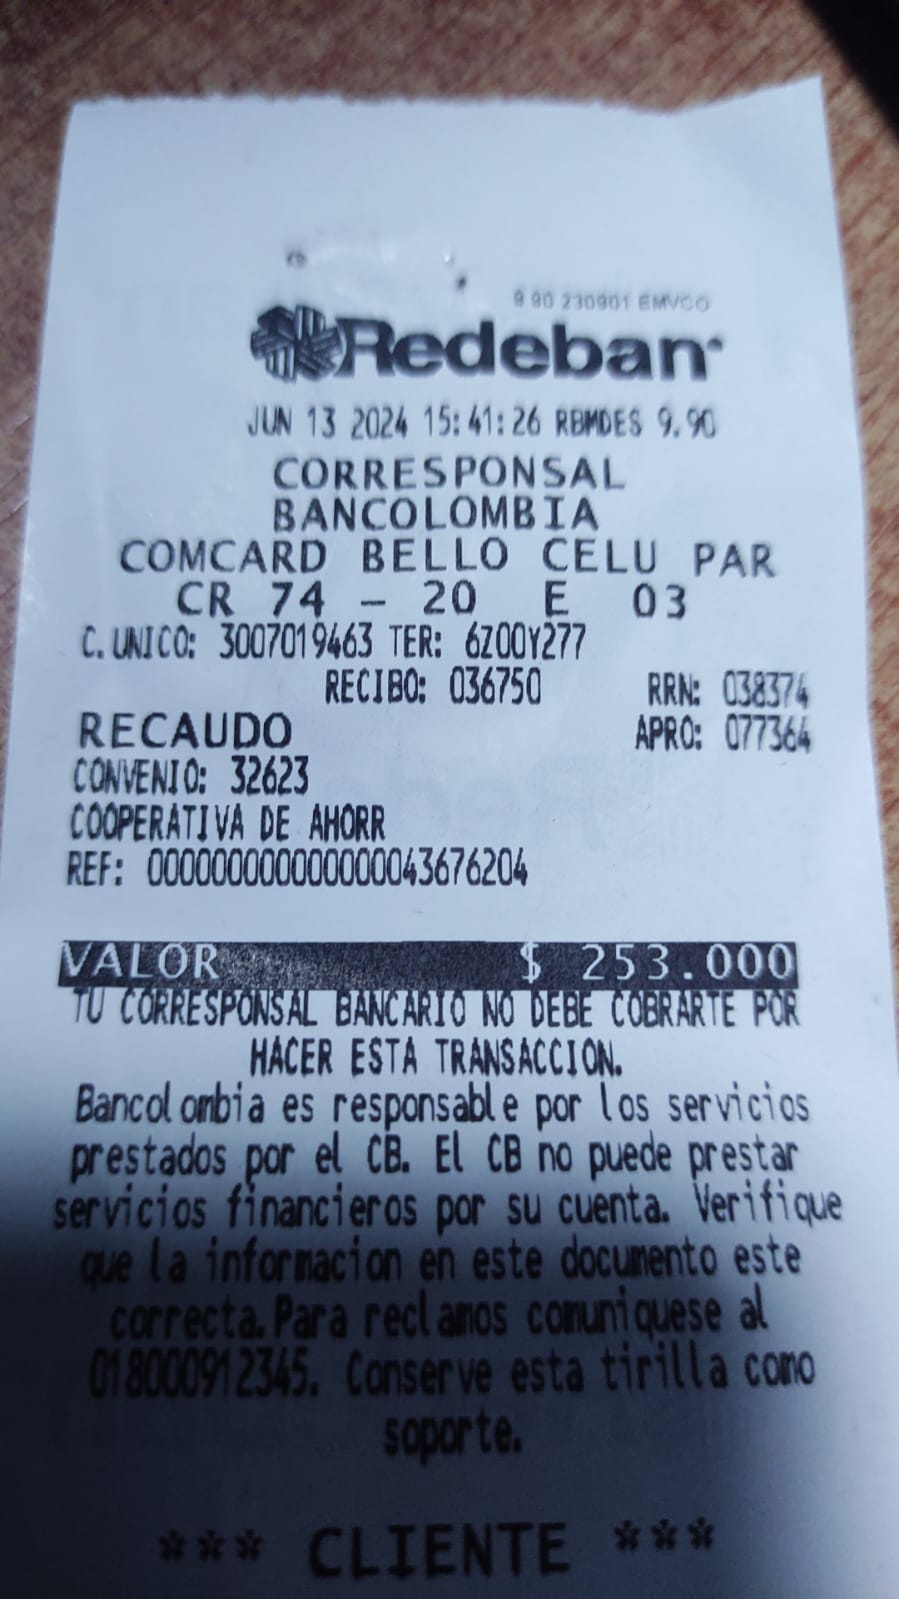 9 90 230901 EMVCO
Redeban
JUN 13 2024 15:41:26 RBMDES 9.90
CORRESPONSAL
BANCOLOMBIA
COMCARD BELLO CELU PAR
CR 74 - 20 E 03
C. UNICO: 3007019463 TER: 6Z00Y277
RECIBO: 036750 RRN: 038374
RECAUDO APRO: 077364
CONVENIO: 32623
COOPERATIVA DE AHORR
REF: 000000000000000043676204
VALOR $ 253.000
TU CORRESPONSAL BANCARIO NO DEBE COBRARTE POR
HACER ESTA TRANSACCION.
Bancolombia es responsable por los servicios
prestados por el CB. El CB no puede prestar
servicios financieros por su cuenta. Verifique
que la informacion en este documento este
correcta. Para reclamos comuniquese al
018000912345. Conserve esta tirilla como
soporte.
*** CLIENTE ***